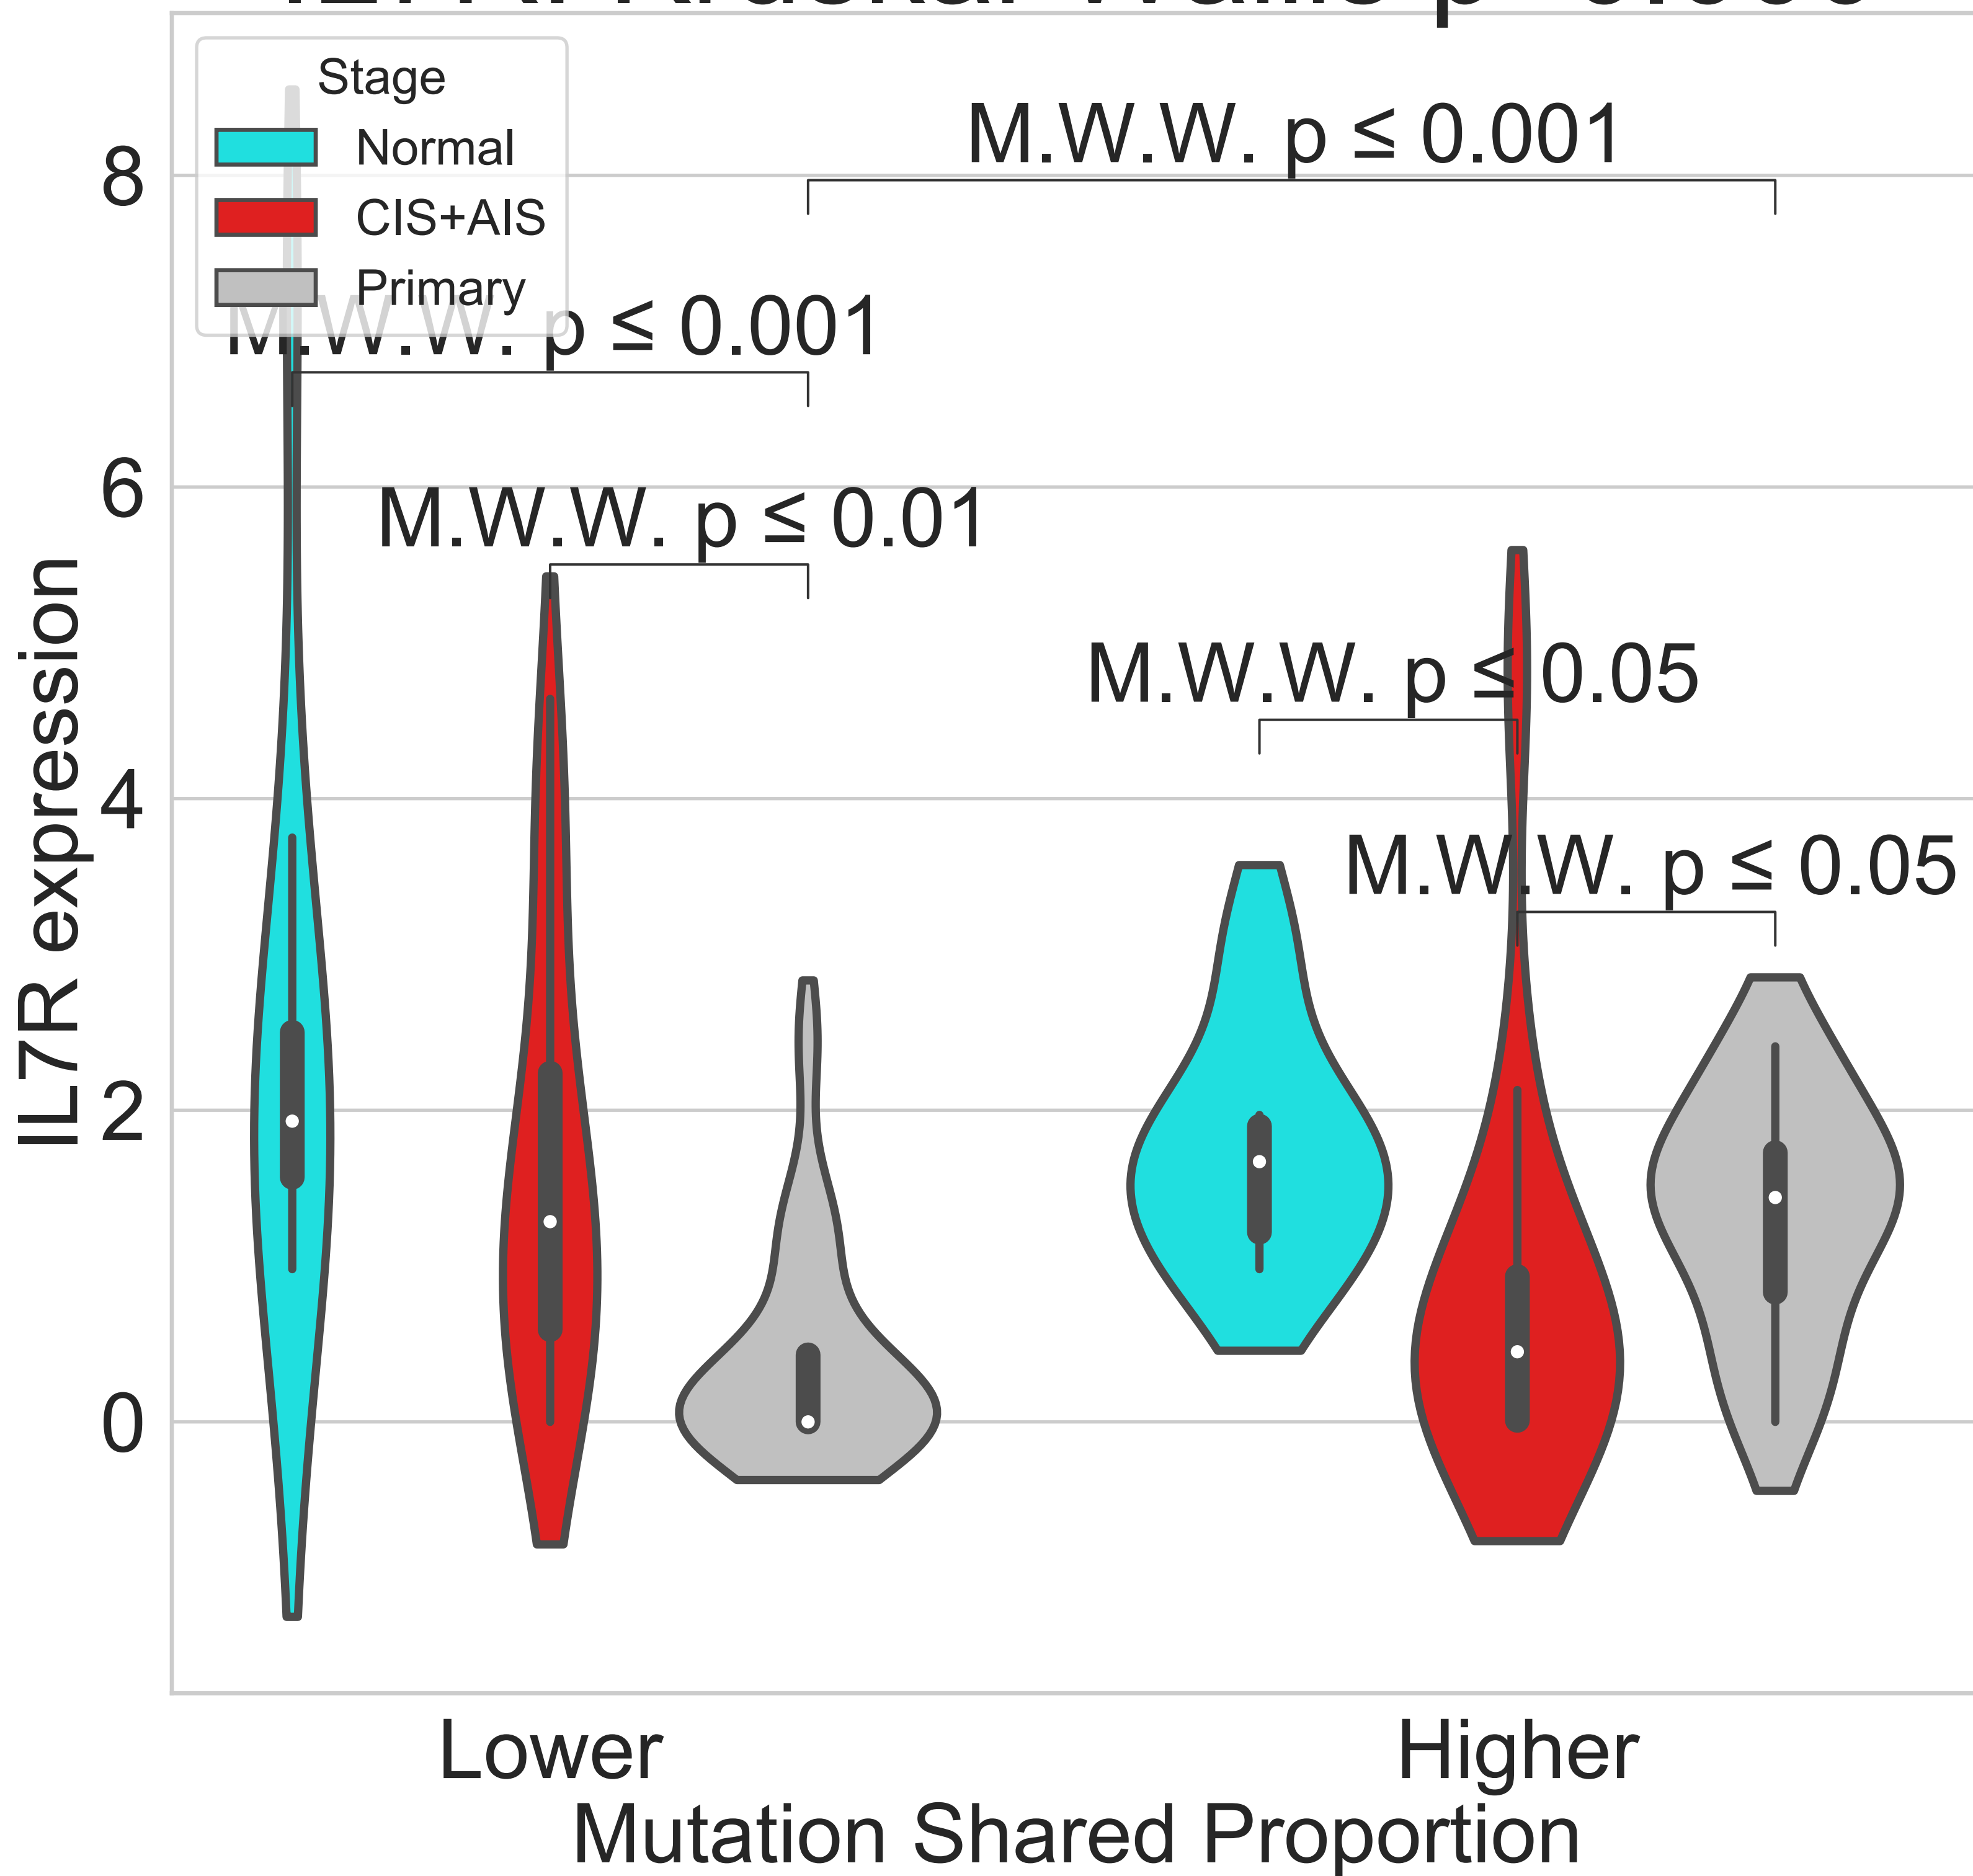 Stage
Normal
CIS+AIS
Primary
M.W.W. p ≤ 0.001
M.W.W. p ≤ 0.001
M.W.W. p ≤ 0.01
M.W.W. p ≤ 0.05
M.W.W. p ≤ 0.05
IL7R expression
8
6
4
2
0
Lower
Higher
Mutation Shared Proportion